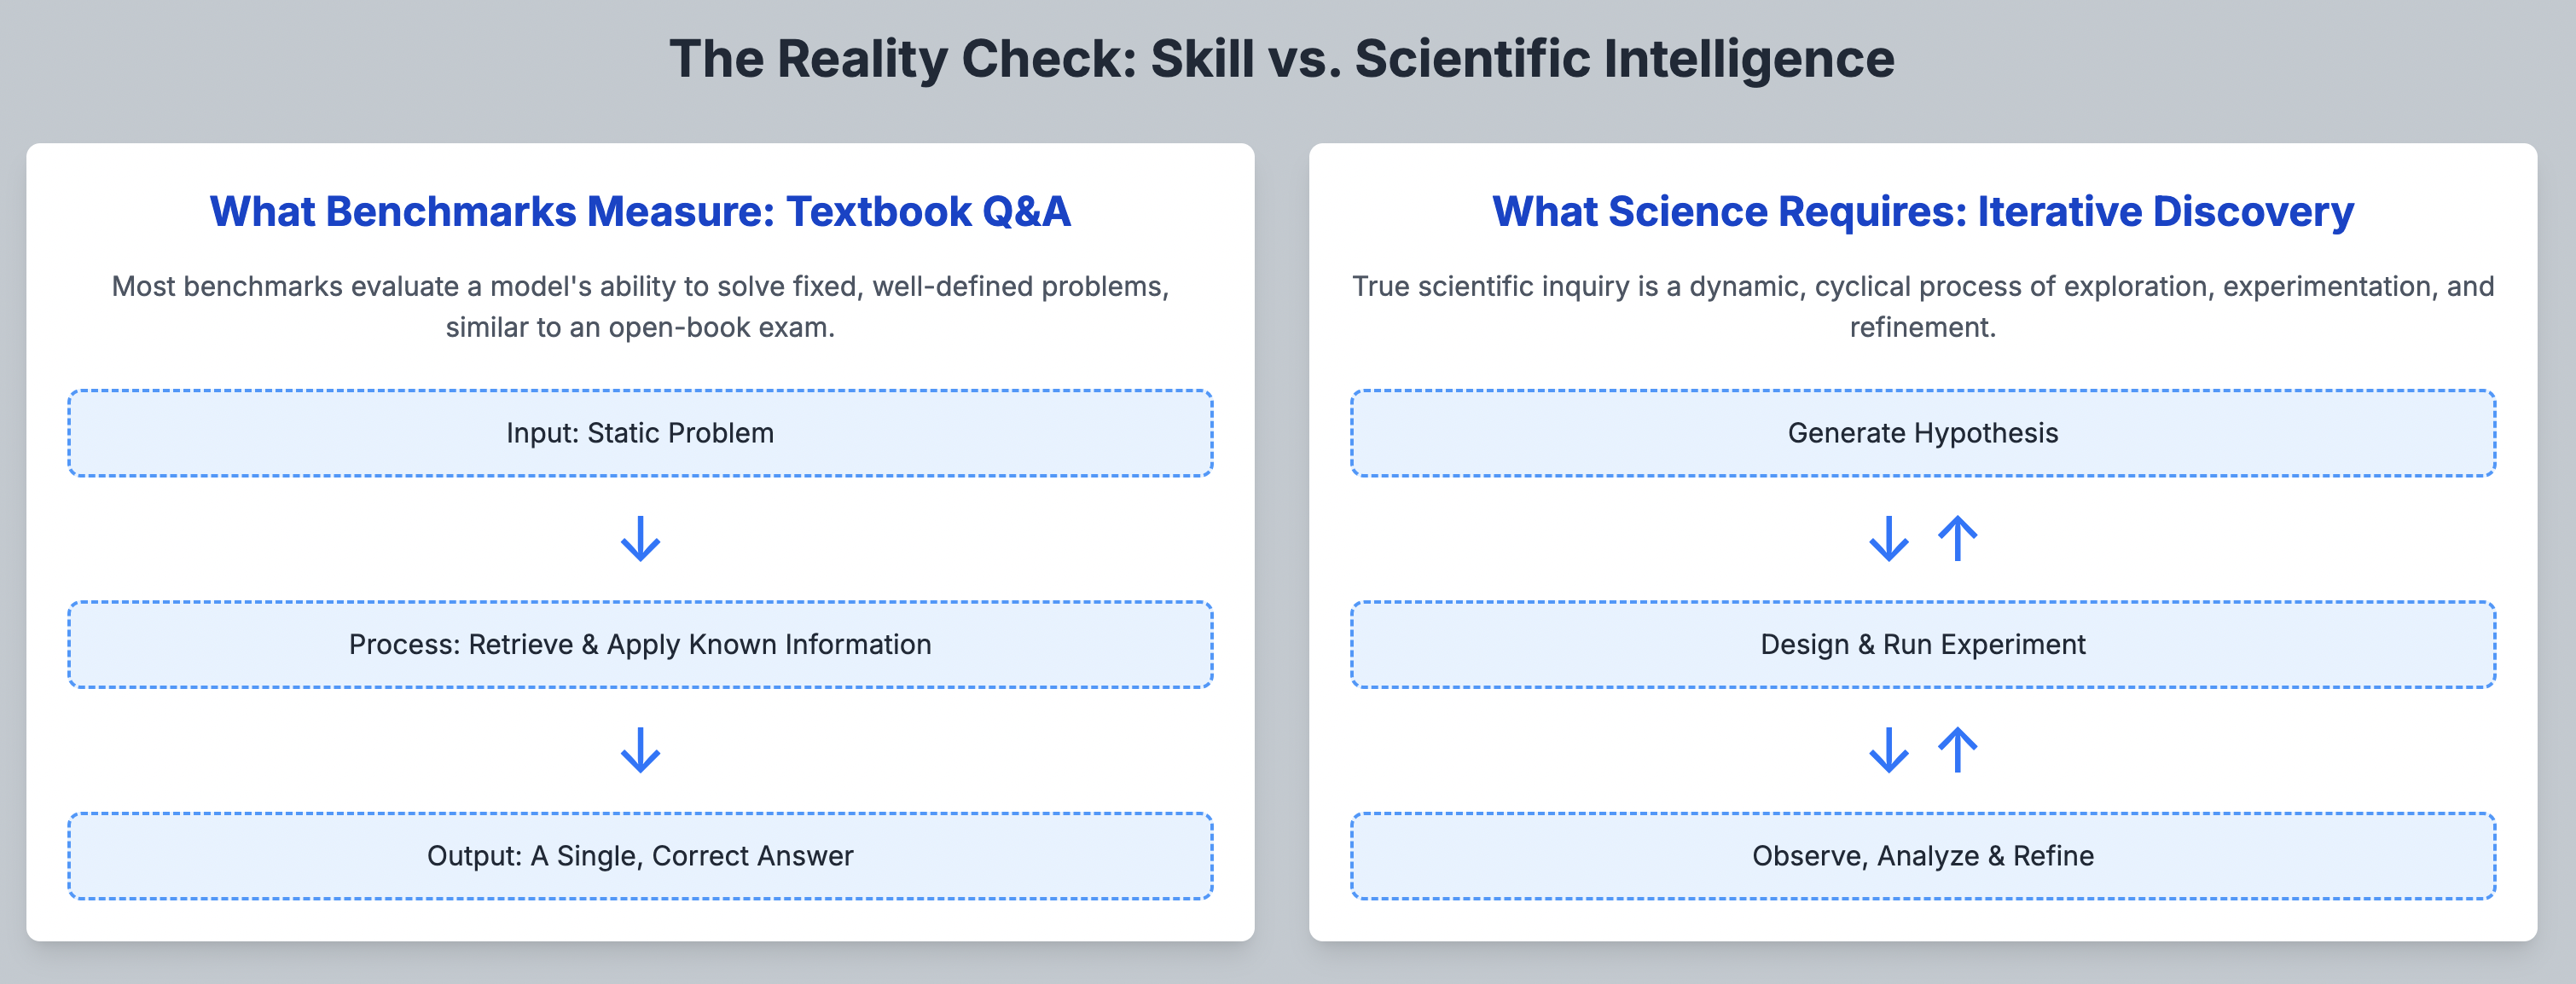 The Reality Check: Skill vs. Scientific Intelligence
What Benchmarks Measure: Textbook Q&A
Most benchmarks evaluate a model's ability to solve fixed, well-defined problems,
similar to an open-book exam.
Input: Static Problem
Process: Retrieve & Apply Known Information
Output: A Single, Correct Answer
What Science Requires: Iterative Discovery
True scientific inquiry is a dynamic, cyclical process of exploration, experimentation, and
refinement.
Generate Hypothesis
Design & Run Experiment
Observe, Analyze & Refine